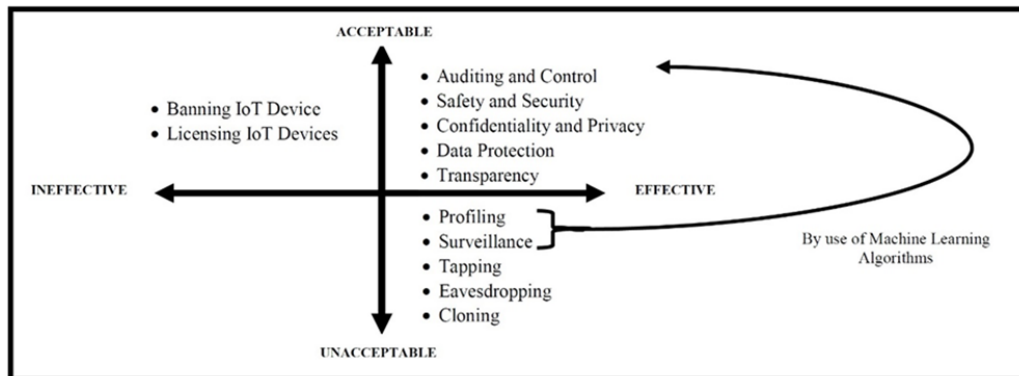 ACCEPTABLE
• Auditing and Control
• Safety and Security
• Confidentiality and Privacy
• Data Protection
• Transparency
• Banning IoT Device
• Licensing IoT Devices
INEFFECTIVE
EFFECTIVE
• Profiling
• Surveillance
• Tapping
• Eavesdropping
• Cloning
By use of Machine Learning
Algorithms
UNACCEPTABLE